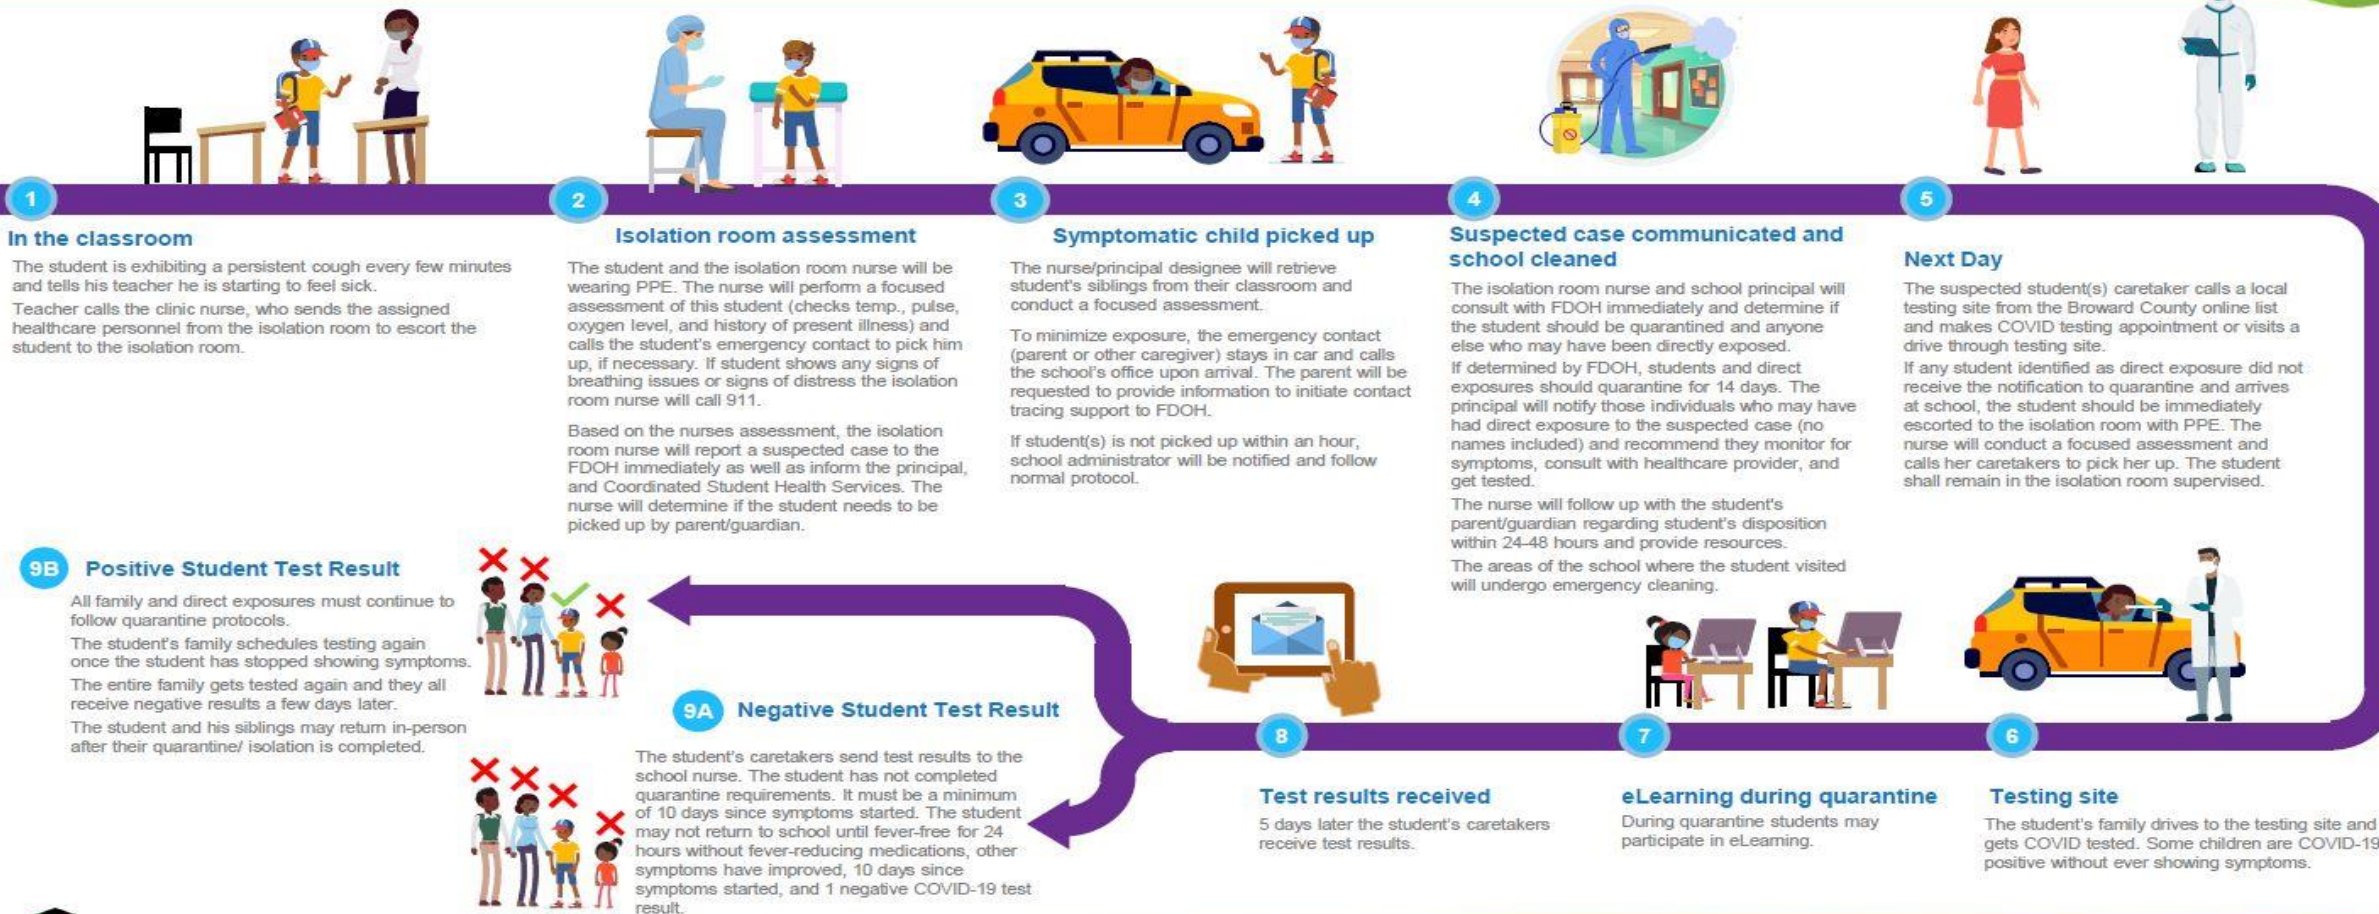 1
In the classroom
The student is exhibiting a persistent cough every few minutes
and tells his teacher he is starting to feel sick.
Teacher calls the clinic nurse, who sends the assigned
healthcare personnel from the isolation room to escort the
student to the isolation room.
2
Isolation room assessment
The student and the isolation room nurse will be
wearing PPE. The nurse will perform a focused
assessment of this student (checks temp., pulse,
oxygen level, and history of present illness) and
calls the student's emergency contact to pick him
up, if necessary. If student shows any signs of
breathing issues or signs of distress the isolation
room nurse will call 911.
Based on the nurses assessment, the isolation
room nurse will report a suspected case to the
FDOH immediately as well as inform the principal,
and Coordinated Student Health Services. The
nurse will determine if the student needs to be
picked up by parent/guardian.
3
Symptomatic child picked up
The nurse/principal designee will retrieve
student's siblings from their classroom and
conduct a focused assessment.
To minimize exposure, the emergency contact
(parent or other caregiver) stays in car and calls
the school's office upon arrival. The parent will be
requested to provide information to initiate contact
tracing support to FDOH.
If student(s) is not picked up within an hour,
school administrator will be notified and follow
normal protocol.
4
Suspected case communicated and
school cleaned
The isolation room nurse and school principal will
consult with FDOH immediately and determine if
the student should be quarantined and anyone
else who may have been directly exposed.
If determined by FDOH, students and direct
exposures should quarantine for 14 days. The
principal will notify those individuals who may have
had direct exposure to the suspected case (no
names included) and recommend they monitor for
symptoms, consult with healthcare provider, and
get tested.
The nurse will follow up with the student's
parent/guardian regarding student's disposition
within 24-48 hours and provide resources.
The areas of the school where the student visited
will undergo emergency cleaning.
5
Next Day
The suspected student(s) caretaker calls a local
testing site from the Broward County online list
and makes COVID testing appointment or visits a
drive through testing site.
If any student identified as direct exposure did not
receive the notification to quarantine and arrives
at school, the student should be immediately
escorted to the isolation room with PPE. The
nurse will conduct a focused assessment and
calls her caretakers to pick her up. The student
shall remain in the isolation room supervised.
6
Testing site
The student's family drives to the testing site and
gets COVID tested. Some children are COVID-19
positive without ever showing symptoms.
7
eLearning during quarantine
During quarantine students may
participate in eLearning.
8
Test results received
5 days later the student's caretakers
receive test results.
9A
Negative Student Test Result
The student's caretakers send test results to the
school nurse. The student has not completed
quarantine requirements. It must be a minimum
of 10 days since symptoms started. The student
may not return to school until fever-free for 24
hours without fever-reducing medications, other
symptoms have improved, 10 days since
symptoms started, and 1 negative COVID-19 test
result.
9B
Positive Student Test Result
All family and direct exposures must continue to
follow quarantine protocols.
The student's family schedules testing again
once the student has stopped showing symptoms.
The entire family gets tested again and they all
receive negative results a few days later.
The student and his siblings may return in-person
after their quarantine/ isolation is completed.